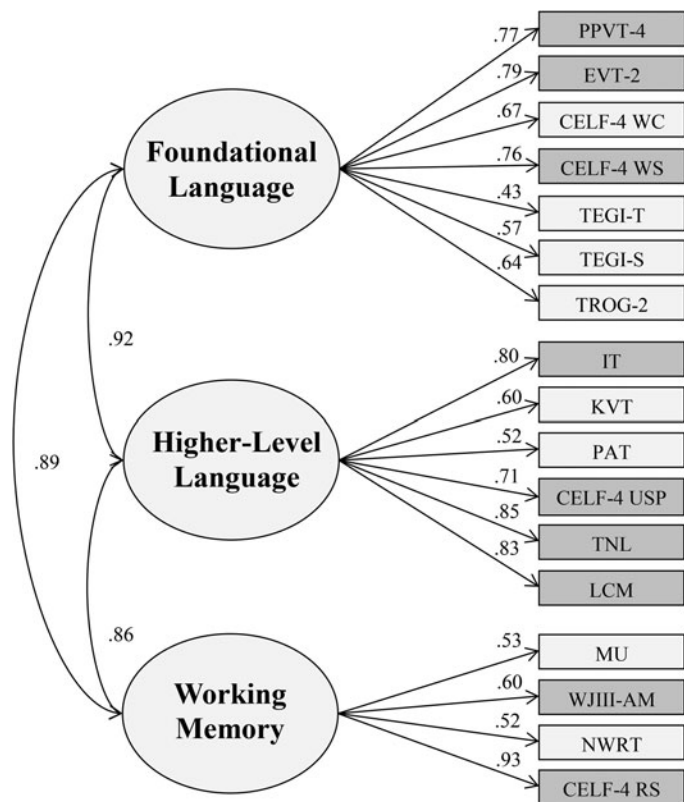 .77
PPVT-4
.79
EVT-2
.67
CELF-4 WC
.76
CELF-4 WS
.43
TEGI-T
.57
TEGI-S
.64
TROG-2
Foundational
Language
.92
.80
IT
.60
KVT
.52
PAT
.71
CELF-4 USP
.85
TNL
.83
LCM
Higher-Level
Language
.89
.86
.53
MU
.60
WJIII-AM
.52
NWRT
.93
CELF-4 RS
Working
Memory